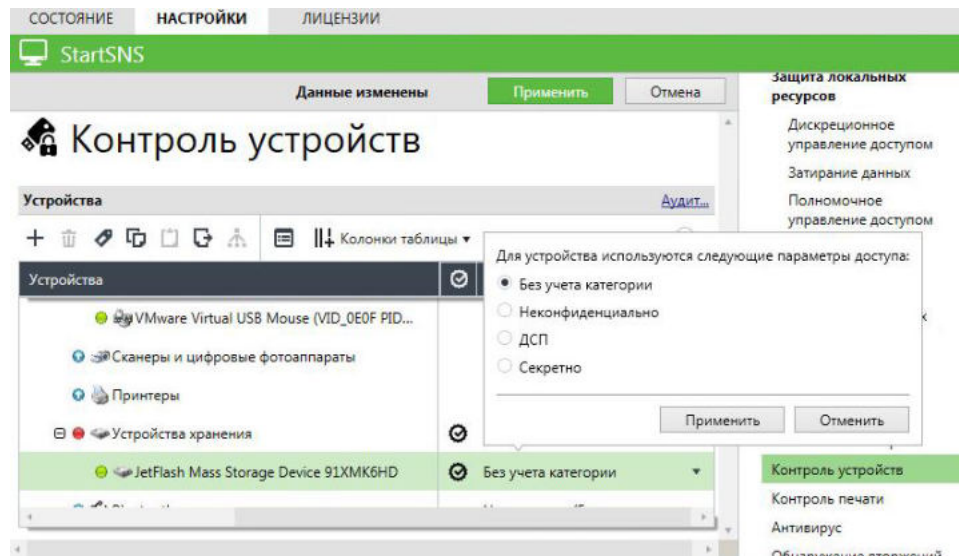 СОСТОЯНИЕ НАСТРОЙКИ ЛИЦЕНЗИИ
StartSNS
Данные изменены Применить Отмена
Контроль устройств
Устройства Аудит...
Колонки таблицы
Устройства
VMware Virtual USB Mouse (VID_0E0F PID...
Сканеры и цифровые фотоаппараты
Принтеры
Устройства хранения
JetFlash Mass Storage Device 91XMK6HD Без учета категории
Для устройства используются следующие параметры доступа:
Без учета категории
Неконфиденциально
ДСП
Секретно
Применить Отменить
Защита локальных
ресурсов
Дискреционное
управление доступом
Затирание данных
Полномочное
управление доступом
Контроль устройств
Контроль печати
Антивирус
Обнаружение вторжений